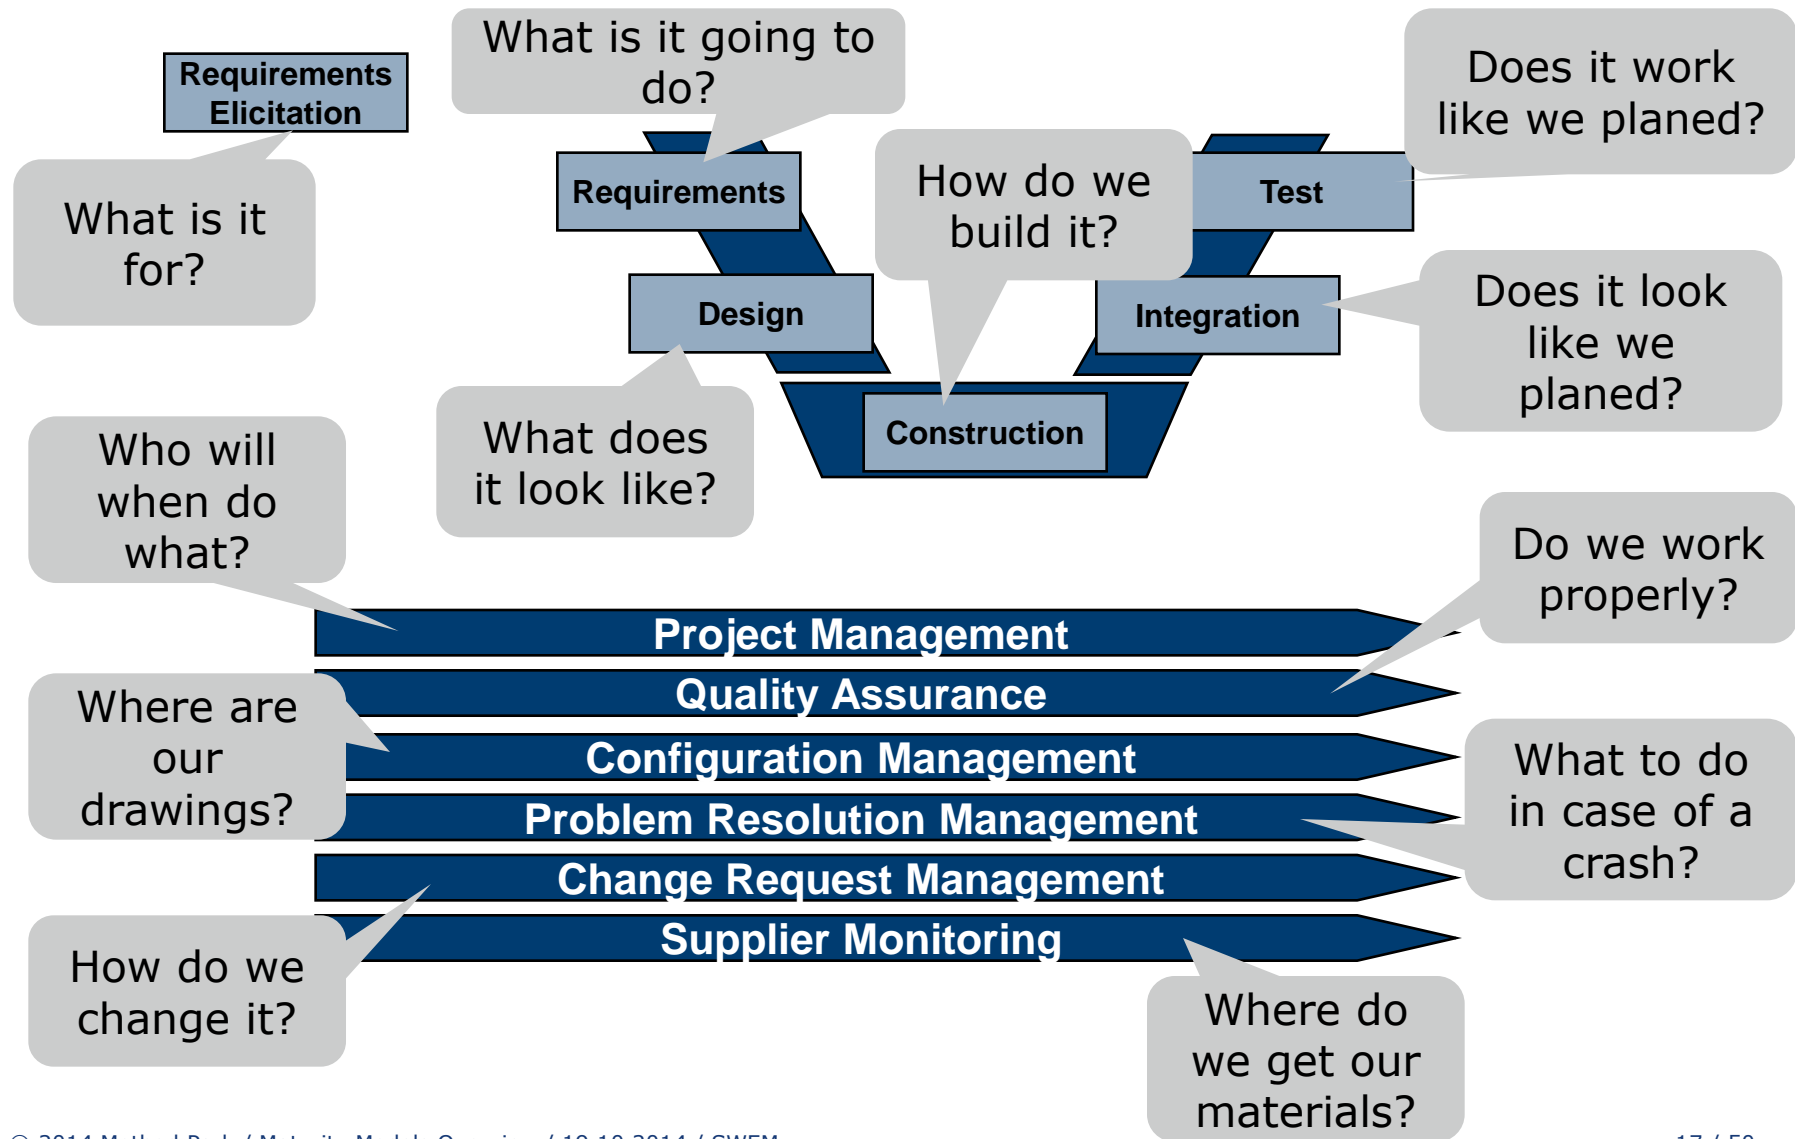 What is it going to
do?
Requirements
Elicitation
Does it work
like we planed?
What is it
for?
Requirements
How do we
build it?
Test
Design
Integration
Does it look
like we
planed?
What does
it look like?
Construction
Who will
when do
what?
Do we work
properly?
Project Management
Quality Assurance
Where are
our
drawings?
Configuration Management
What to do
in case of a
crash?
Problem Resolution Management
Change Request Management
How do we
change it?
Supplier Monitoring
Where do
we get our
materials?